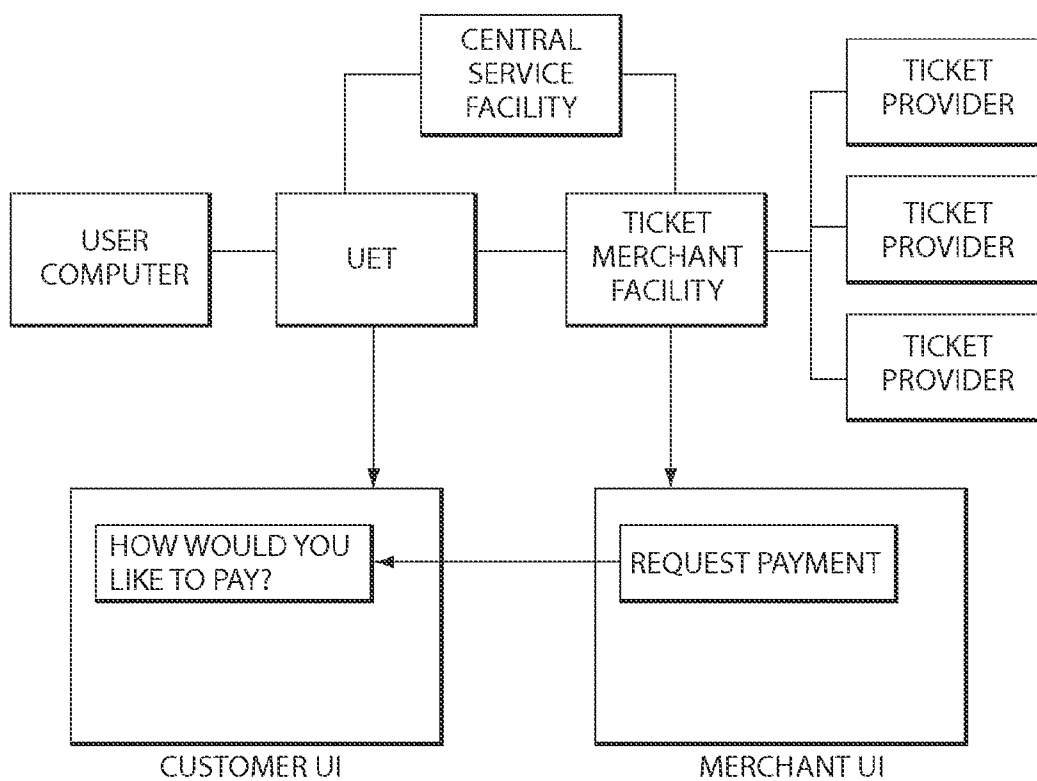 CENTRAL
SERVICE
FACILITY
TICKET
PROVIDER
USER
COMPUTER
UET
TICKET
MERCHANT
FACILITY
TICKET
PROVIDER
TICKET
PROVIDER
HOW WOULD YOU
LIKE TO PAY?
REQUEST PAYMENT
CUSTOMER UI
MERCHANT UI